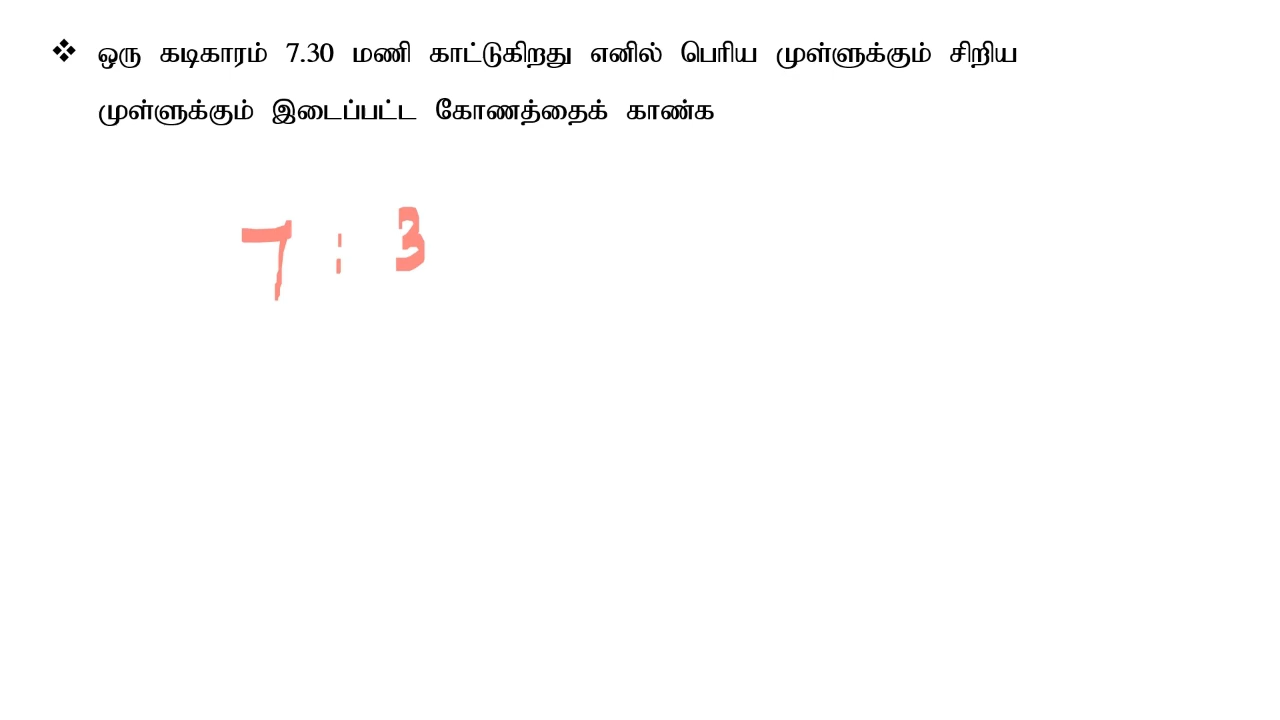 ❖ ஒரு கடிகாரம் 7.30 மணி காட்டுகிறது எனில் பெரிய முள்ளுக்கும் சிறிய
முள்ளுக்கும் இடைப்பட்ட கோணத்தைக் காண்க
7 : 3